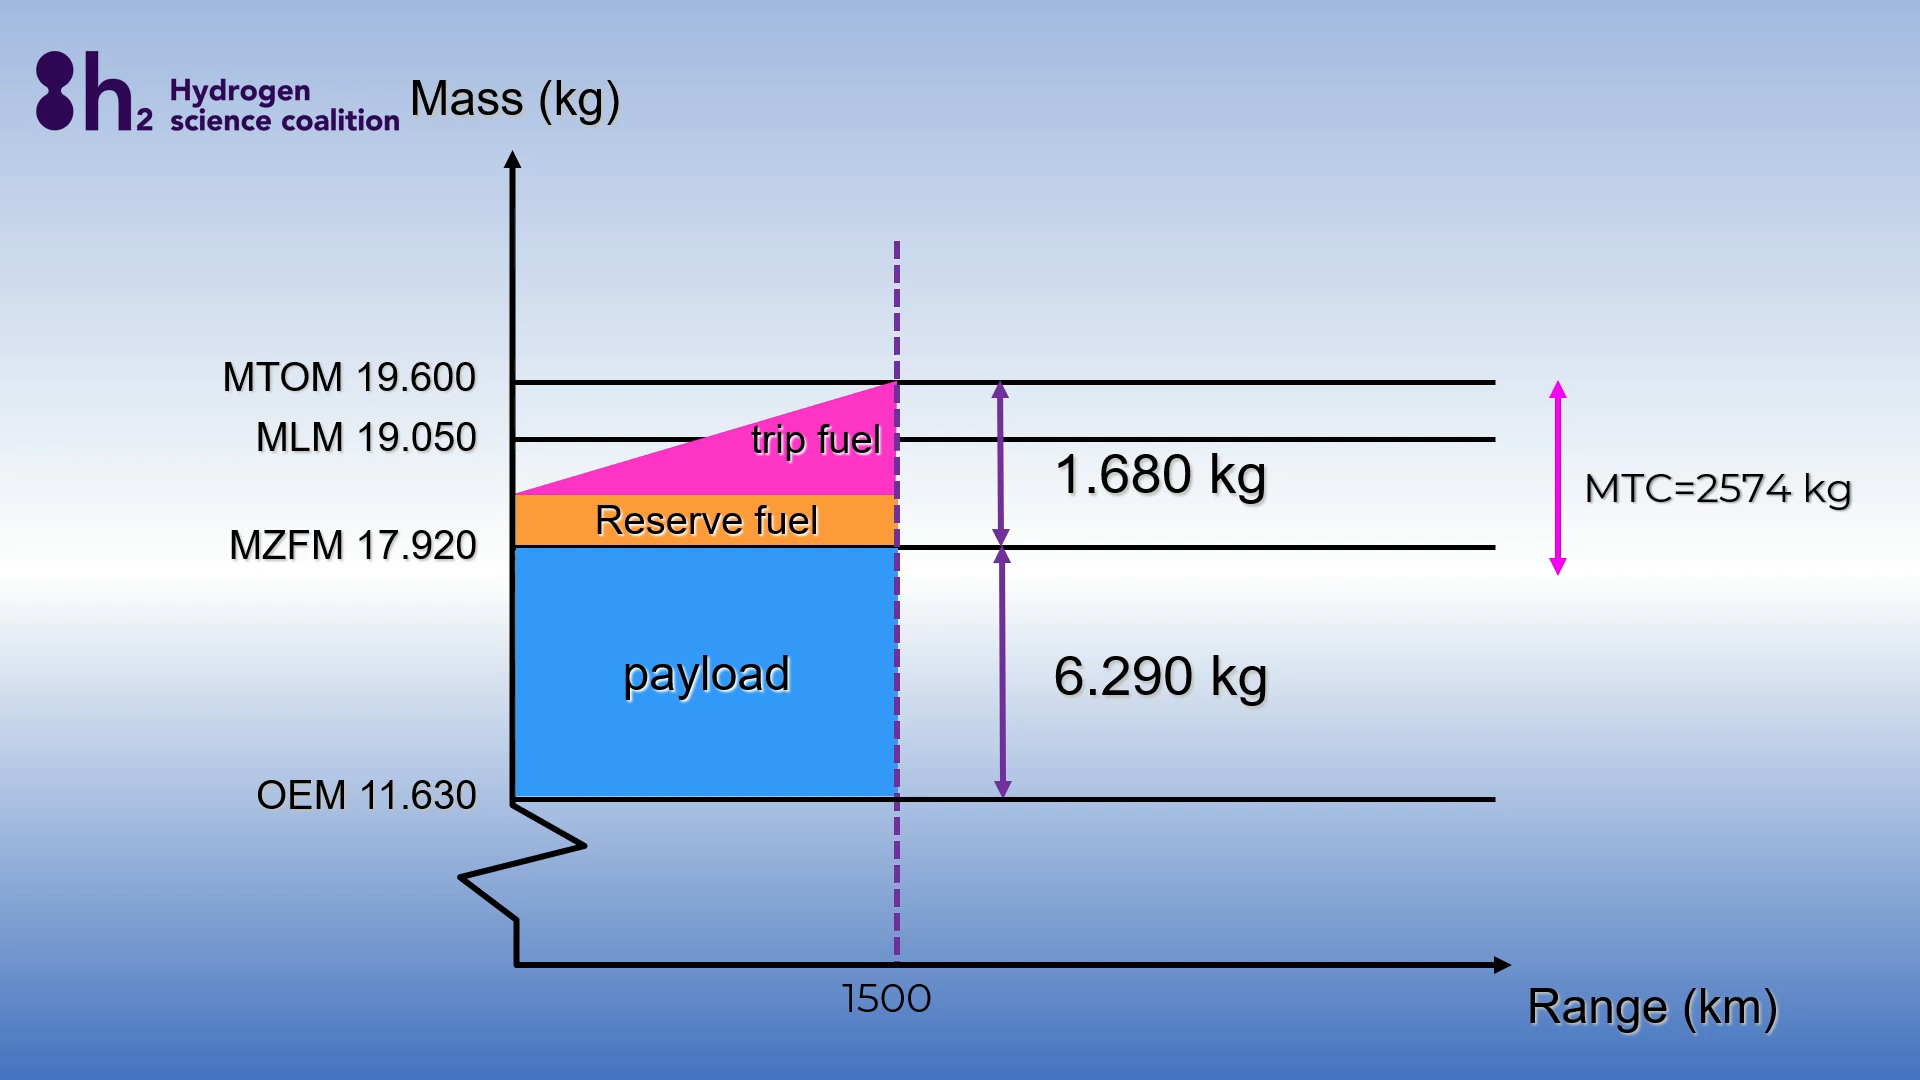 h2 Hydrogen
science coalition
Mass (kg)
MTOM 19.600
MLM 19.050
trip fuel
1.680 kg
MTC=2574 kg
Reserve fuel
MZFM 17.920
payload
6.290 kg
OEM 11.630
1500
Range (km)